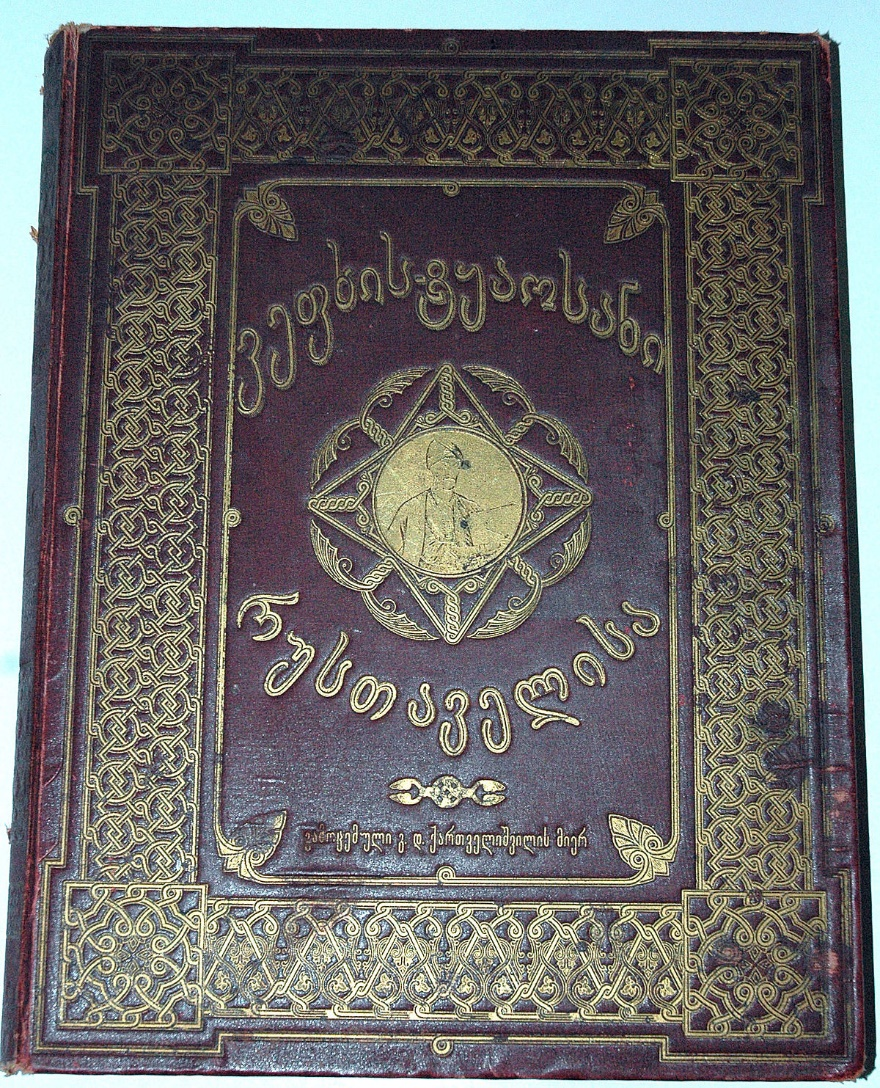 ვეფხის-ტყაოსანი
რუსთაველისა
გამოცემული გ. დ. ქართველიშვილის მიერ